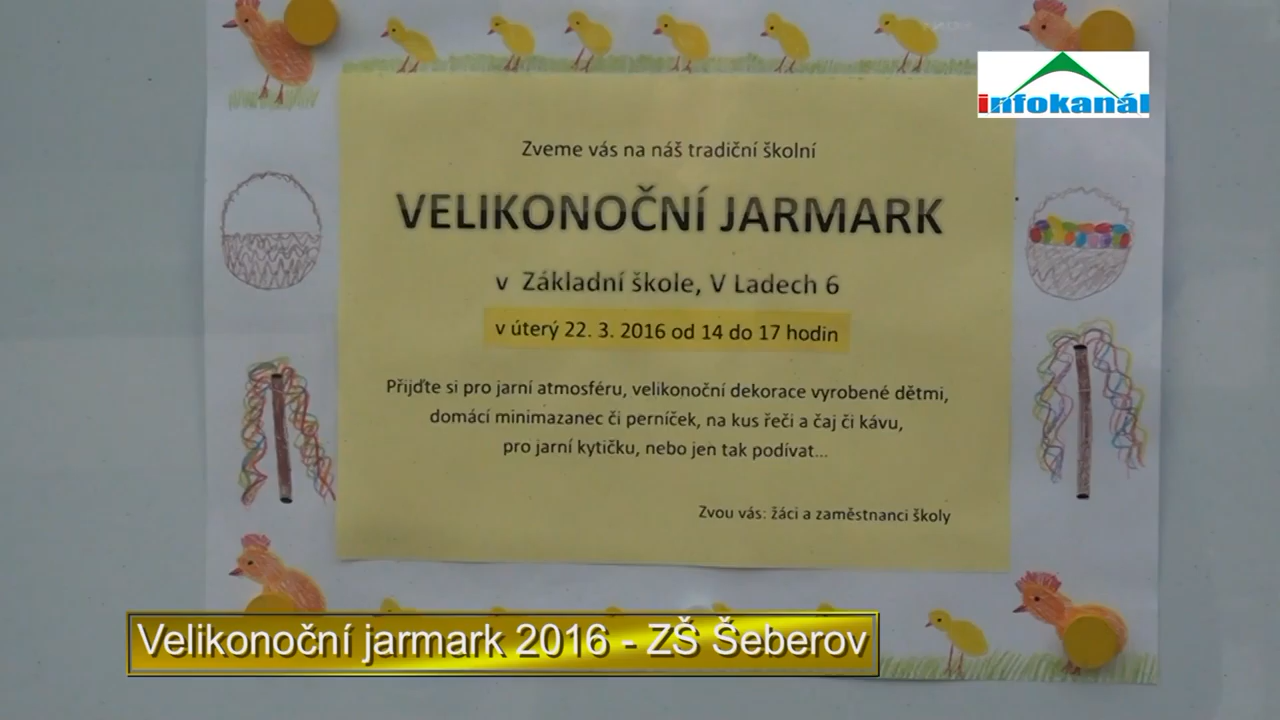 infokanál
Zveme vás na náš tradiční školní
VELIKONOČNÍ JARMARK
v Základní škole, V Ladech 6
v úterý 22. 3. 2016 od 14 do 17 hodin
Přijďte si pro jarní atmosféru, velikonoční dekorace vyrobené dětmi,
domácí minimazanec či perníček, na kus řeči a čaj či kávu,
pro jarní kytičku, nebo jen tak podívat...
Zvou vás: žáci a zaměstnanci školy
Velikonoční jarmark 2016 - ZŠ Šeberov